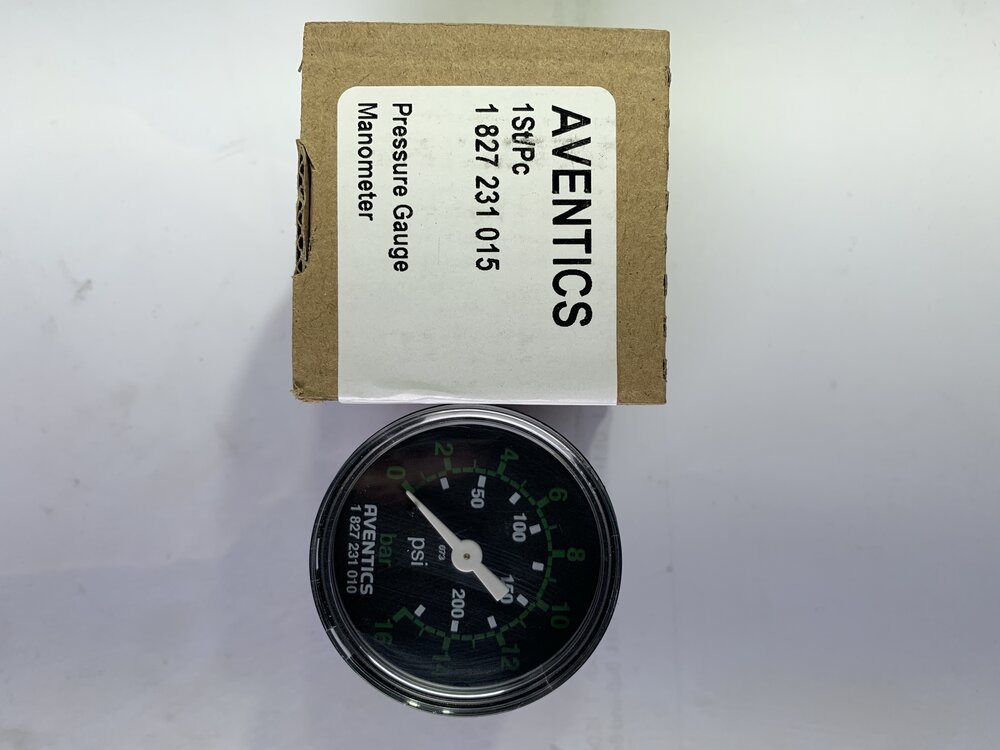 AVENTICS
1St/Pc
1 827 231 015
Pressure Gauge
Manometer
0
2
4
6
8
10
12
14
16
50
100
150
200
073
psi
bar
AVENTICS
1 827 231 010